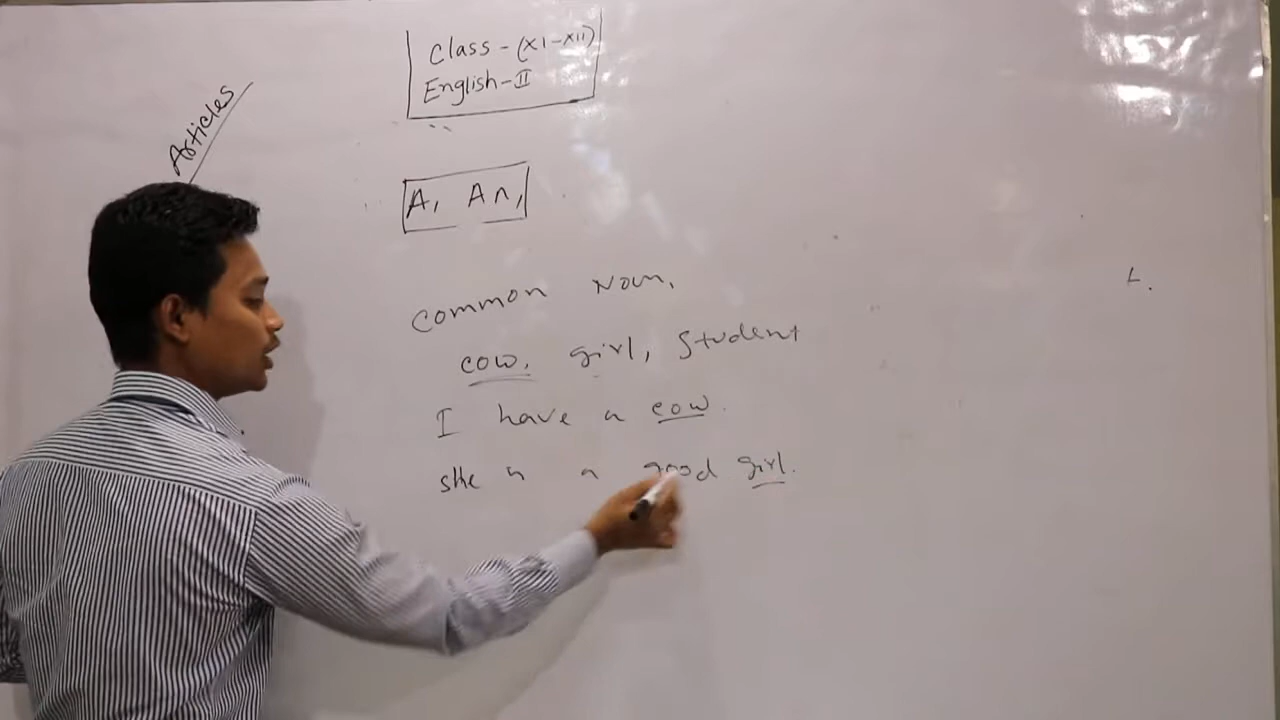 Class - (XI-XII)
English-II
Articles
A, An,
common Noun,
cow, girl, student
I have a cow.
she is a good girl.